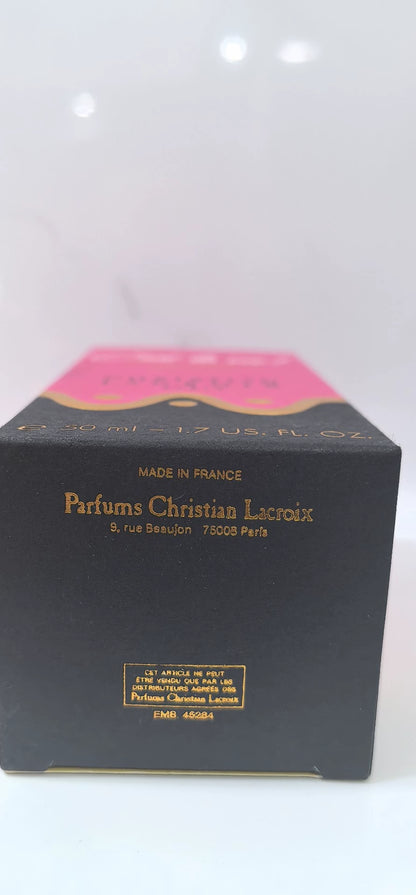 ℮ 50 ml – 1.7 US. FL. OZ.
MADE IN FRANCE
Parfums Christian Lacroix
9, rue Beaujon 75008 Paris
CET ARTICLE NE PEUT
ÊTRE VENDU QUE PAR LES
DISTRIBUTEURS AGRÉÉS DES
Parfums Christian Lacroix
EMB. 45284